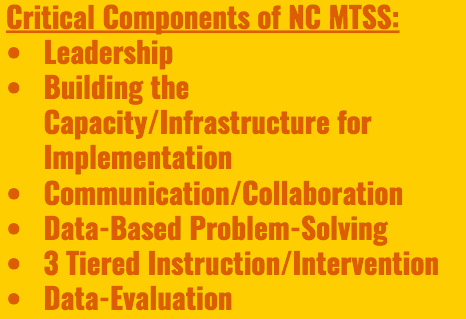 Critical Components of NC MTSS:
• Leadership
• Building the
Capacity/Infrastructure for
Implementation
• Communication/Collaboration
• Data-Based Problem-Solving
• 3 Tiered Instruction/Intervention
• Data-Evaluation